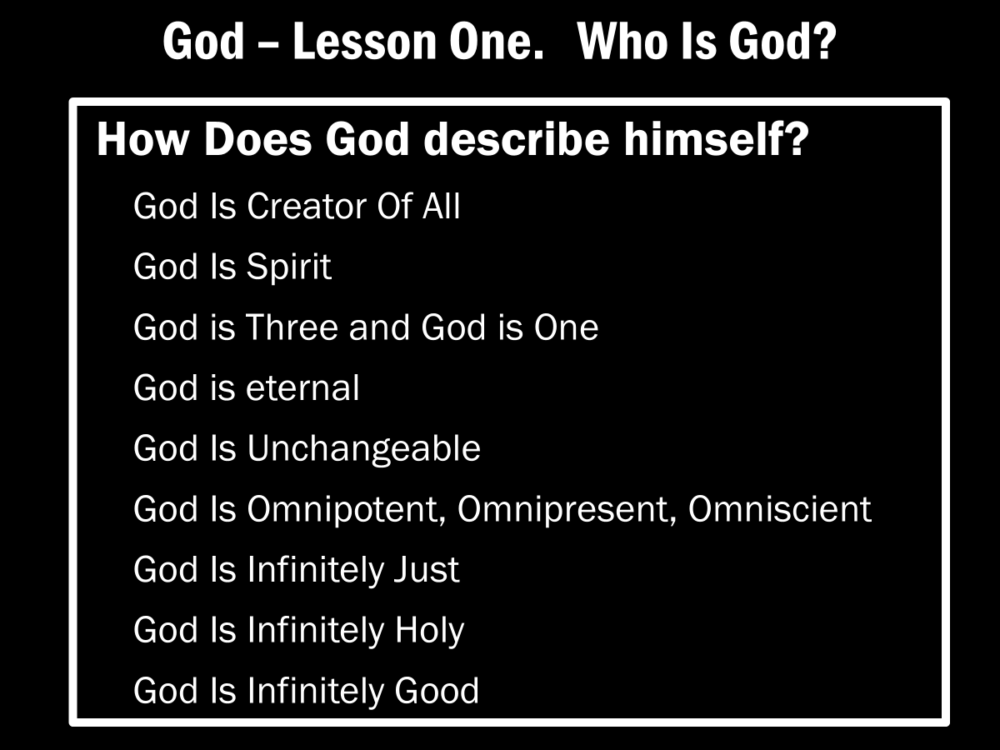 God – Lesson One. Who Is God?
How Does God describe himself?
God Is Creator Of All
God Is Spirit
God is Three and God is One
God is eternal
God Is Unchangeable
God Is Omnipotent, Omnipresent, Omniscient
God Is Infinitely Just
God Is Infinitely Holy
God Is Infinitely Good